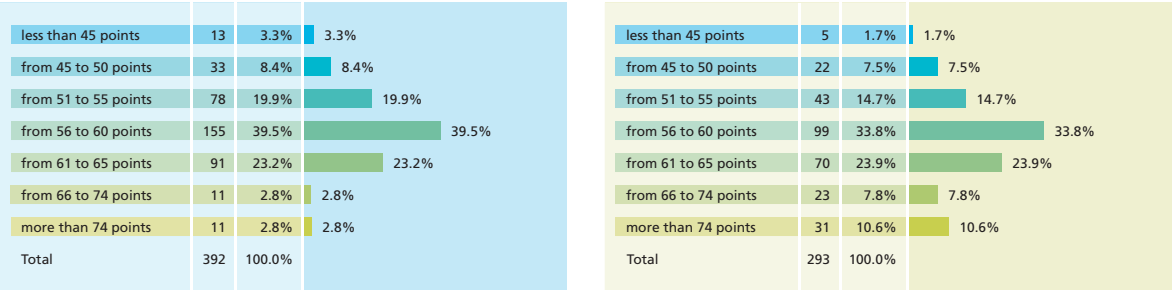 less than 45 points 13 3.3% 3.3%
from 45 to 50 points 33 8.4% 8.4%
from 51 to 55 points 78 19.9% 19.9%
from 56 to 60 points 155 39.5% 39.5%
from 61 to 65 points 91 23.2% 23.2%
from 66 to 74 points 11 2.8% 2.8%
more than 74 points 11 2.8% 2.8%
Total 392 100.0%
less than 45 points 5 1.7% 1.7%
from 45 to 50 points 22 7.5% 7.5%
from 51 to 55 points 43 14.7% 14.7%
from 56 to 60 points 99 33.8% 33.8%
from 61 to 65 points 70 23.9% 23.9%
from 66 to 74 points 23 7.8% 7.8%
more than 74 points 31 10.6% 10.6%
Total 293 100.0%